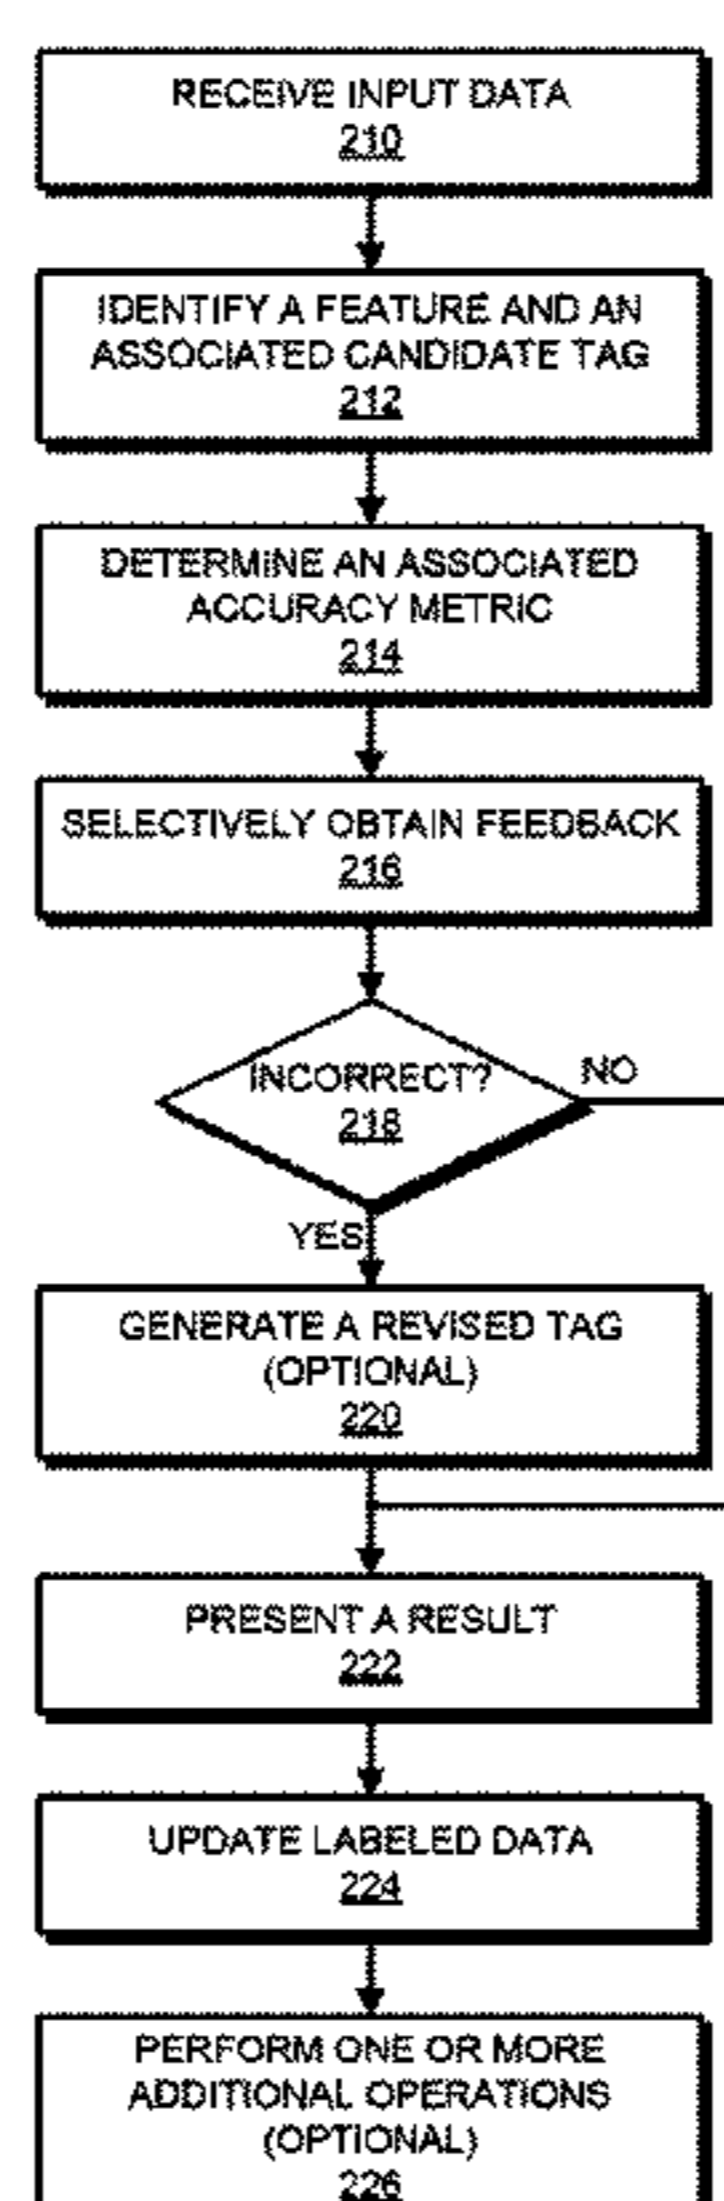 RECEIVE INPUT DATA
210
IDENTIFY A FEATURE AND AN
ASSOCIATED CANDIDATE TAG
212
DETERMINE AN ASSOCIATED
ACCURACY METRIC
214
SELECTIVELY OBTAIN FEEDBACK
216
INCORRECT?
218
NO
YES
GENERATE A REVISED TAG
(OPTIONAL)
220
PRESENT A RESULT
222
UPDATE LABELED DATA
224
PERFORM ONE OR MORE
ADDITIONAL OPERATIONS
(OPTIONAL)
226